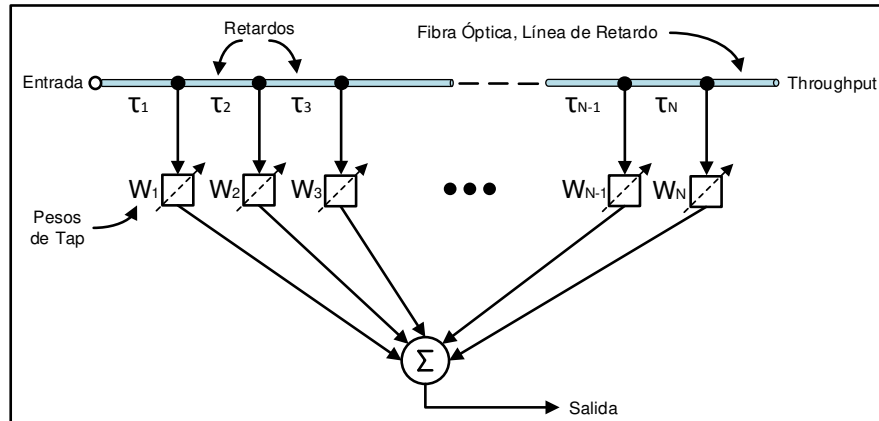 Retardos
Fibra Óptica, Línea de Retardo
Entrada
Throughput
τ1 τ2 τ3 τN-1 τN
W1 W2 W3 WN-1 WN
Pesos
de Tap
Σ
Salida